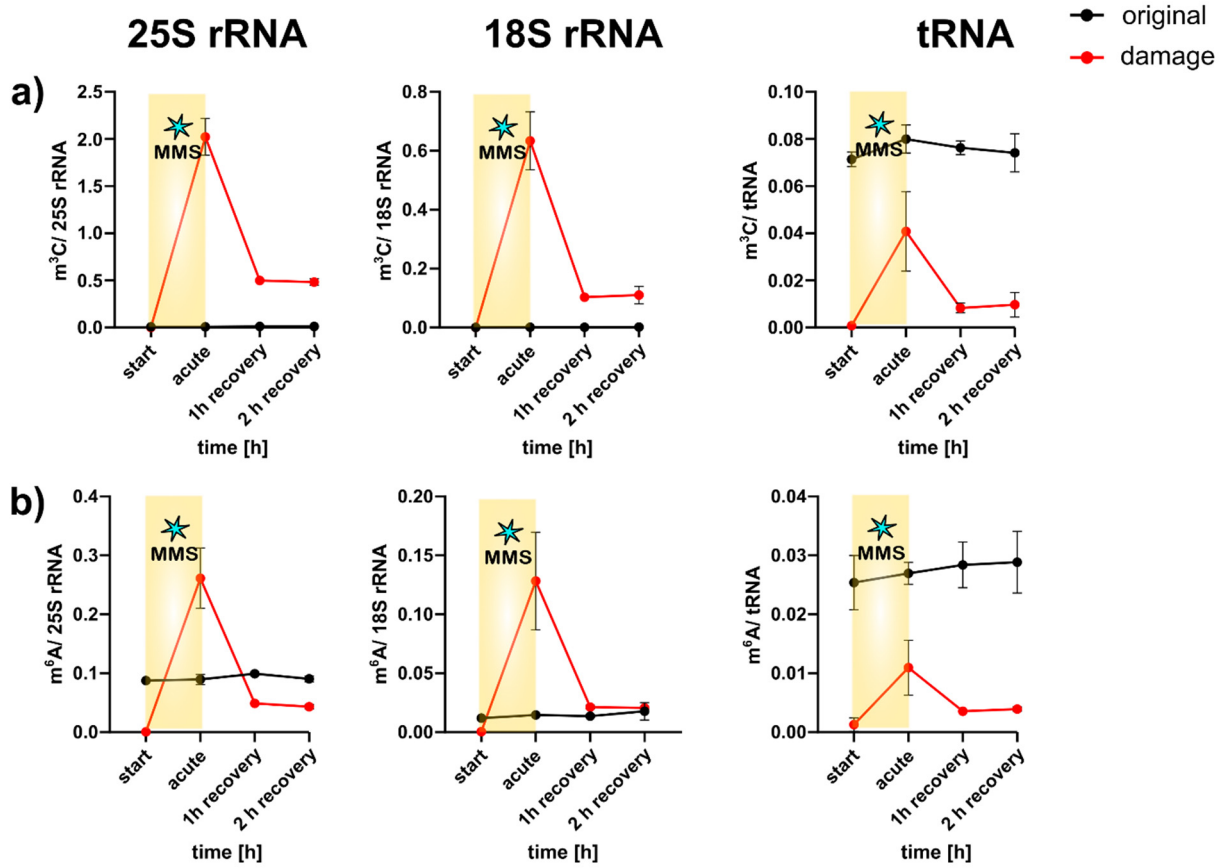 25S rRNA
18S rRNA
tRNA
original
damage
a)
m³C/ 25S rRNA
2.5
2.0
1.5
1.0
0.5
0.0
MMS
start
acute
1h recovery
2 h recovery
time [h]
m³C/ 18S rRNA
0.8
0.6
0.4
0.2
0.0
MMS
start
acute
1h recovery
2 h recovery
time [h]
m³C/ tRNA
0.10
0.08
0.06
0.04
0.02
0.00
MMS
start
acute
1h recovery
2 h recovery
time [h]
b)
m⁶A/ 25S rRNA
0.4
0.3
0.2
0.1
0.0
MMS
start
acute
1h recovery
2 h recovery
time [h]
m⁶A/ 18S rRNA
0.20
0.15
0.10
0.05
0.00
MMS
start
acute
1h recovery
2 h recovery
time [h]
m⁶A/ tRNA
0.04
0.03
0.02
0.01
0.00
MMS
start
acute
1h recovery
2 h recovery
time [h]